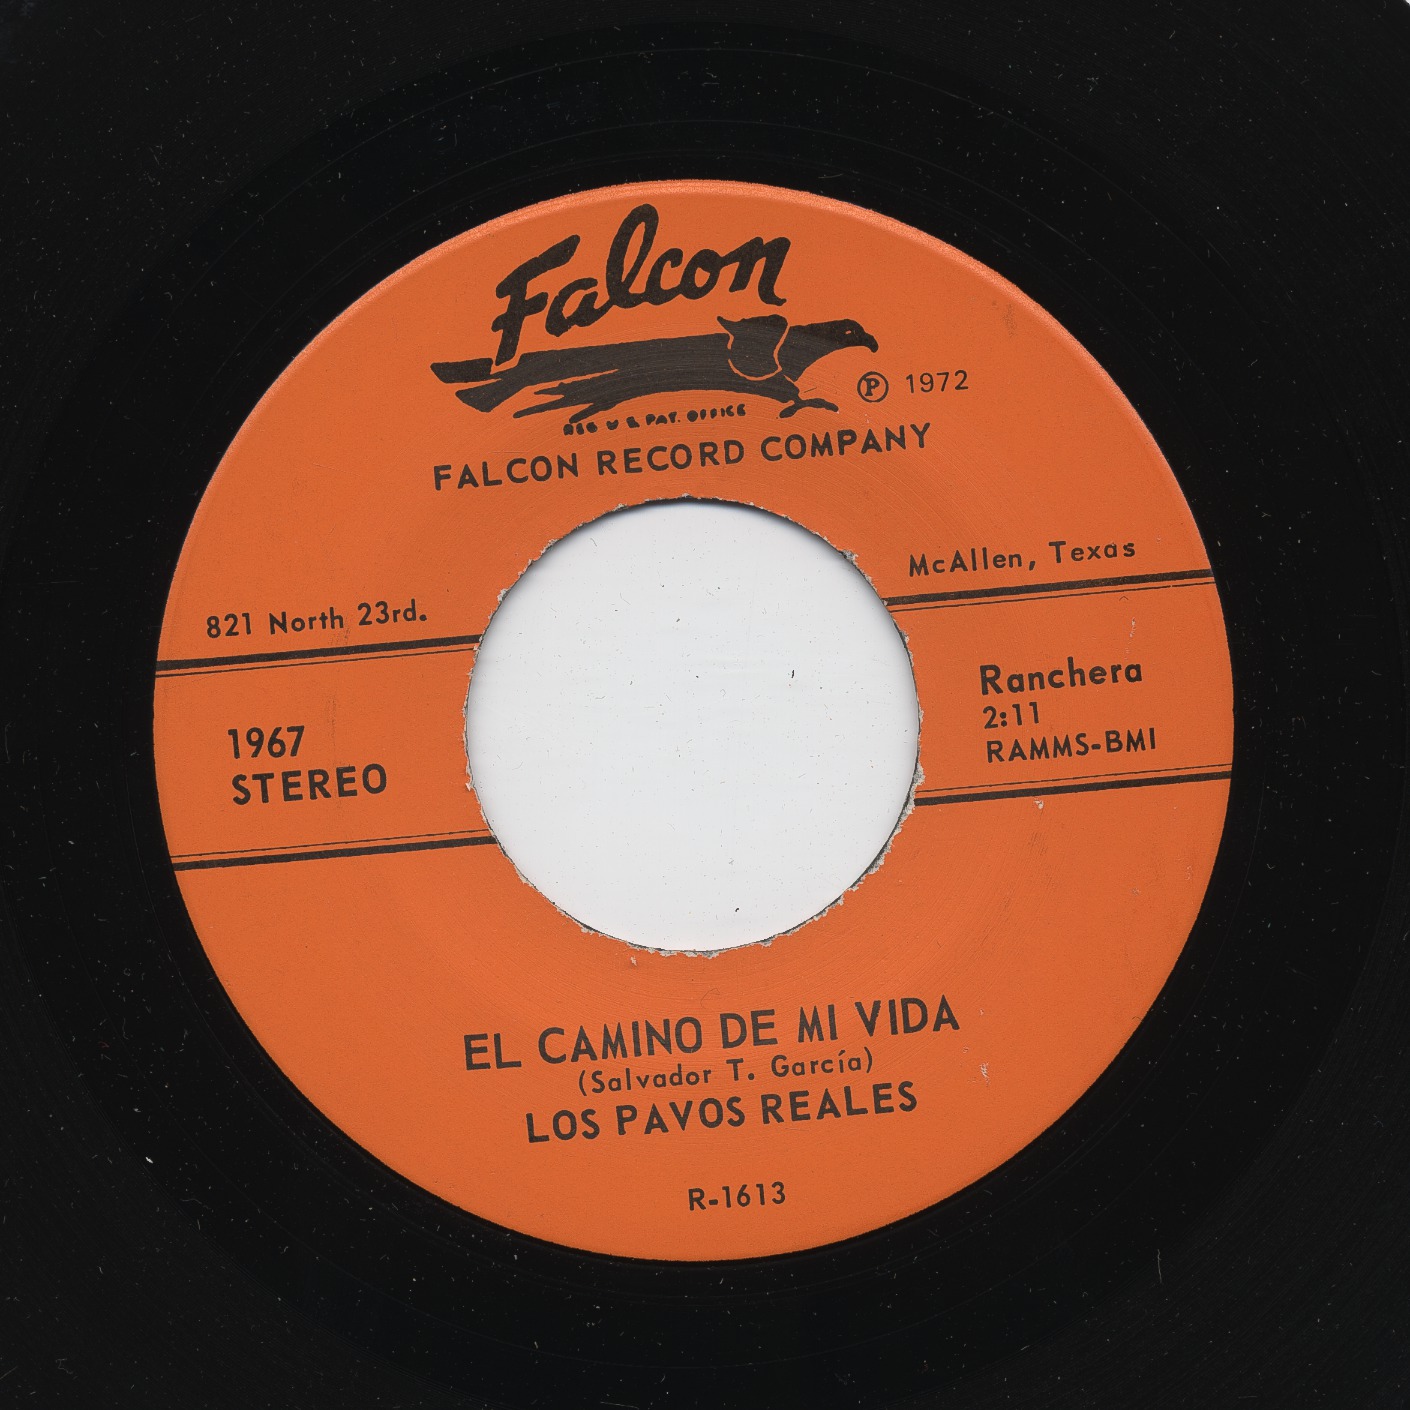 Falcon
REG U S. PAT. OFFICE
Ⓟ 1972
FALCON RECORD COMPANY
821 North 23rd.
McAllen, Texas
1967
STEREO
Ranchera
2:11
RAMMS-BMI
EL CAMINO DE MI VIDA
(Salvador T. García)
LOS PAVOS REALES
R-1613